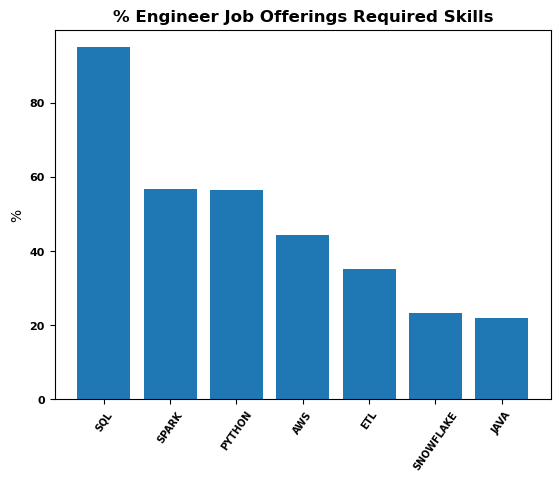 % Engineer Job Offerings Required Skills
%
80
60
40
20
0
SQL
SPARK
PYTHON
AWS
ETL
SNOWFLAKE
JAVA